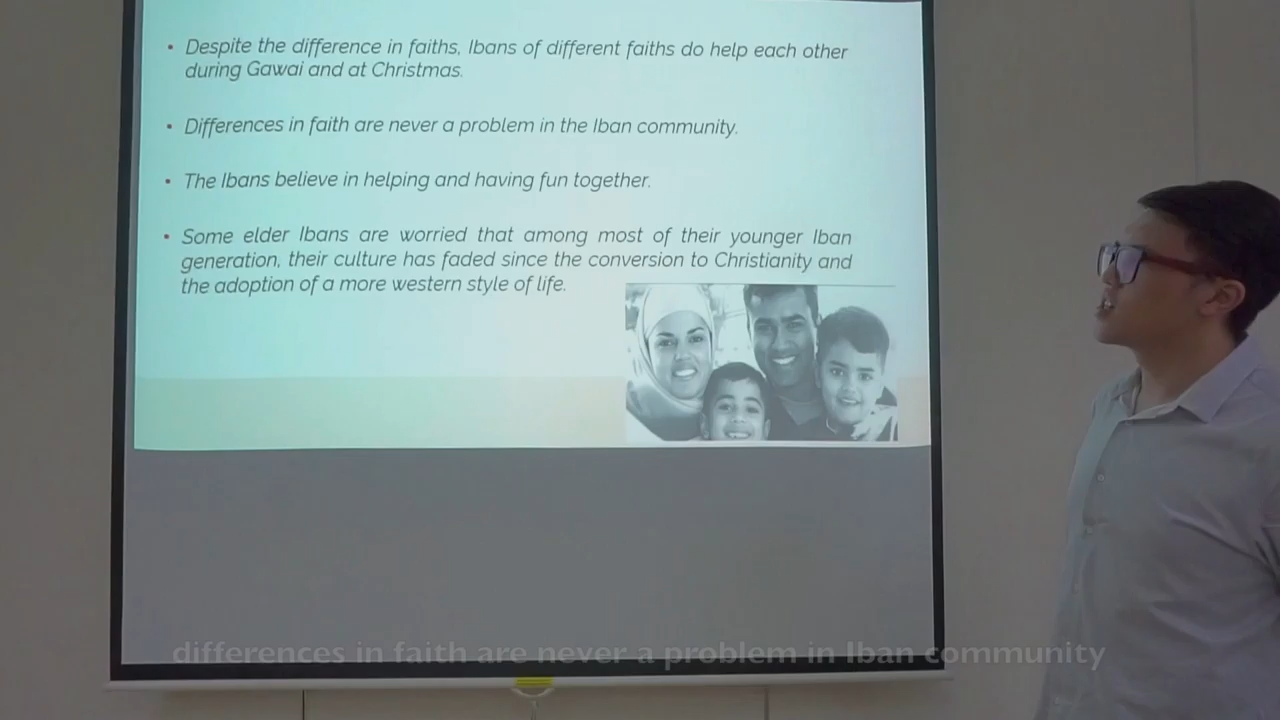 • Despite the difference in faiths, Ibans of different faiths do help each other
during Gawai and at Christmas.
• Differences in faith are never a problem in the Iban community.
• The Ibans believe in helping and having fun together.
• Some elder Ibans are worried that among most of their younger Iban
generation, their culture has faded since the conversion to Christianity and
the adoption of a more western style of life.
differences in faith are never a problem in Iban community